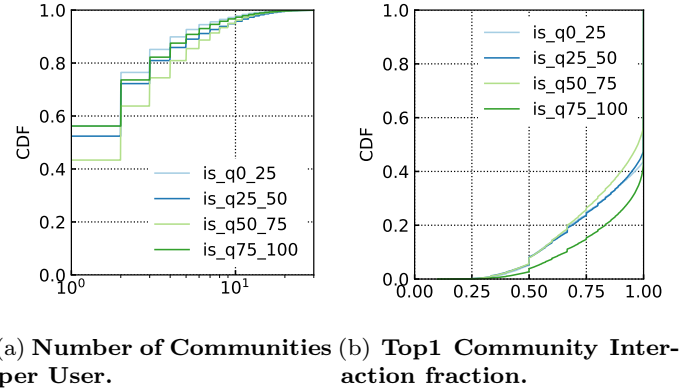 1.0
0.8
0.6
0.4
0.2
0.0
CDF
10^0
10^1
is_q0_25
is_q25_50
is_q50_75
is_q75_100
1.0
0.8
0.6
0.4
0.2
0.0
CDF
0.00 0.25 0.50 0.75 1.00
is_q0_25
is_q25_50
is_q50_75
is_q75_100
(a) Number of Communities
per User.
(b) Top1 Community Inter-
action fraction.